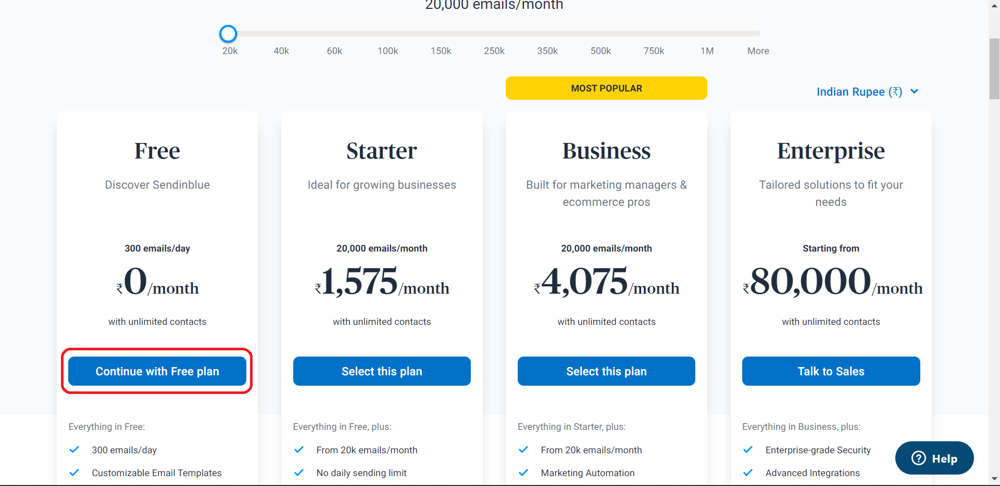 20,000 emails/month
20k 40k 60k 100k 150k 250k 350k 500k 750k 1M More
MOST POPULAR
Indian Rupee (₹)
Free
Discover Sendinblue
300 emails/day
₹0/month
with unlimited contacts
Continue with Free plan
Everything in Free:
300 emails/day
Customizable Email Templates
Starter
Ideal for growing businesses
20,000 emails/month
₹1,575/month
with unlimited contacts
Select this plan
Everything in Free, plus:
From 20k emails/month
No daily sending limit
Business
Built for marketing managers &
ecommerce pros
20,000 emails/month
₹4,075/month
with unlimited contacts
Select this plan
Everything in Starter, plus:
From 20k emails/month
Marketing Automation
Enterprise
Tailored solutions to fit your
needs
Starting from
₹80,000/month
with unlimited contacts
Talk to Sales
Everything in Business, plus:
Enterprise-grade Security
Advanced Integrations
Help